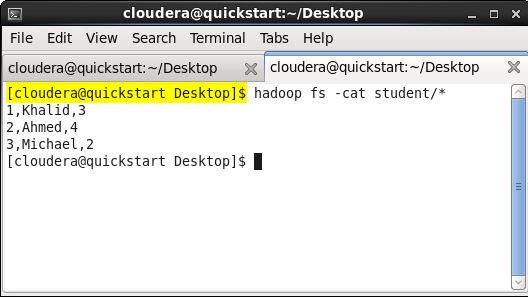 cloudera@quickstart:~/Desktop
File Edit View Search Terminal Tabs Help
cloudera@quickstart:~/Desktop
cloudera@quickstart:~/Desktop
[cloudera@quickstart Desktop]$ hadoop fs -cat student/*
1,Khalid,3
2,Ahmed,4
3,Michael,2
[cloudera@quickstart Desktop]$